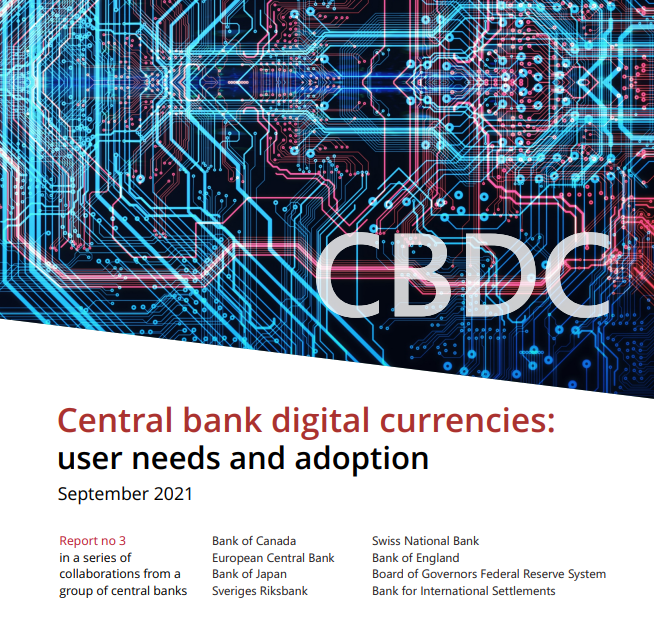 CBDC
Central bank digital currencies:
user needs and adoption
September 2021
Report no 3
in a series of
collaborations from a
group of central banks
Bank of Canada
European Central Bank
Bank of Japan
Sveriges Riksbank
Swiss National Bank
Bank of England
Board of Governors Federal Reserve System
Bank for International Settlements